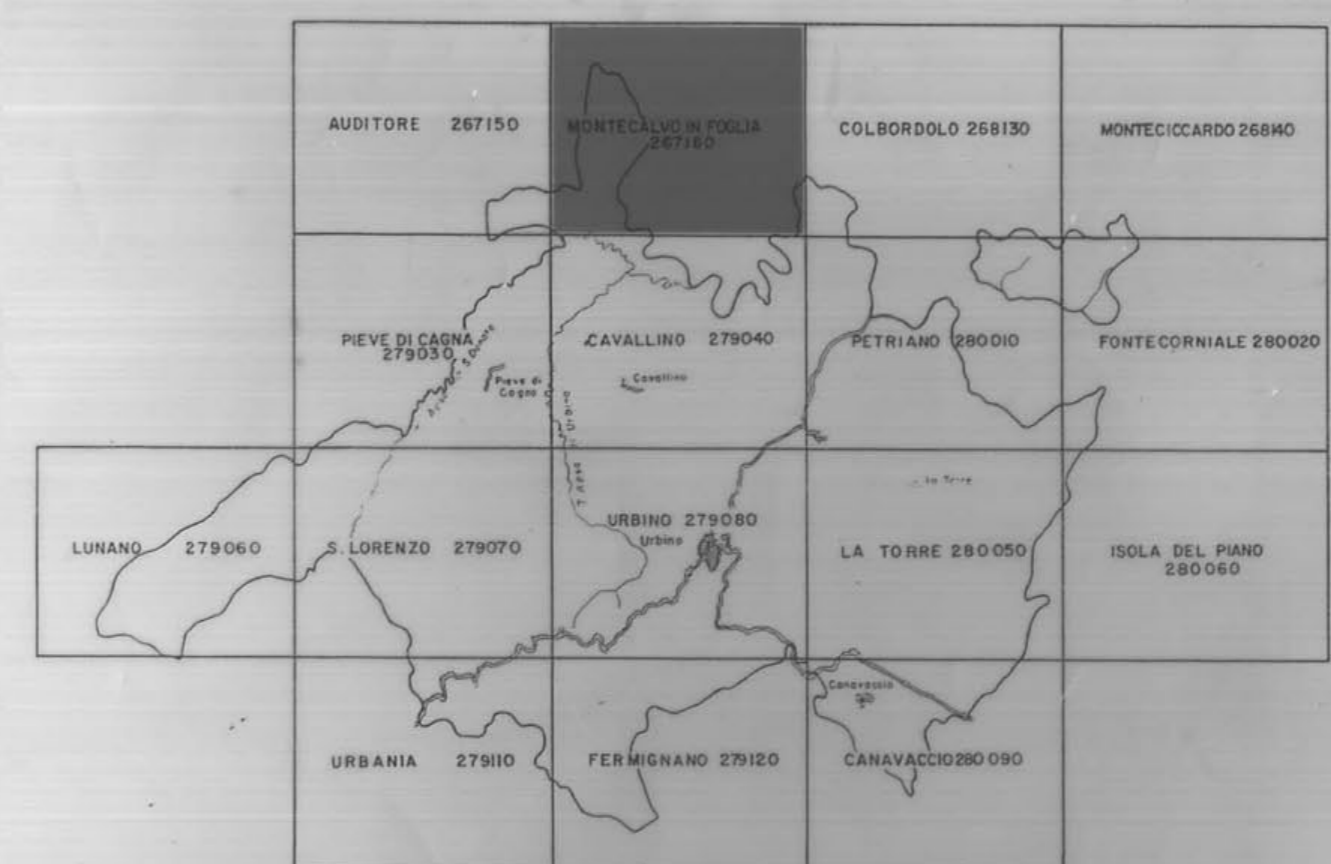 AUDITORE 267150
MONTECALVO IN FOGLIA
267160
COLBORDOLO 268130
MONTECICCARDO 268140
PIEVE DI CAGNA
279030
CAVALLINO 279040
PETRIANO 280010
FONTECORNIALE 280020
Pieve di
Cagna
Cavallino
La Torre
LUNANO 279060
S. LORENZO 279070
URBINO 279080
Urbino
LA TORRE 280050
ISOLA DEL PIANO
280060
Canavaccio
URBANIA 279110
FERMIGNANO 279120
CANAVACCIO 280090